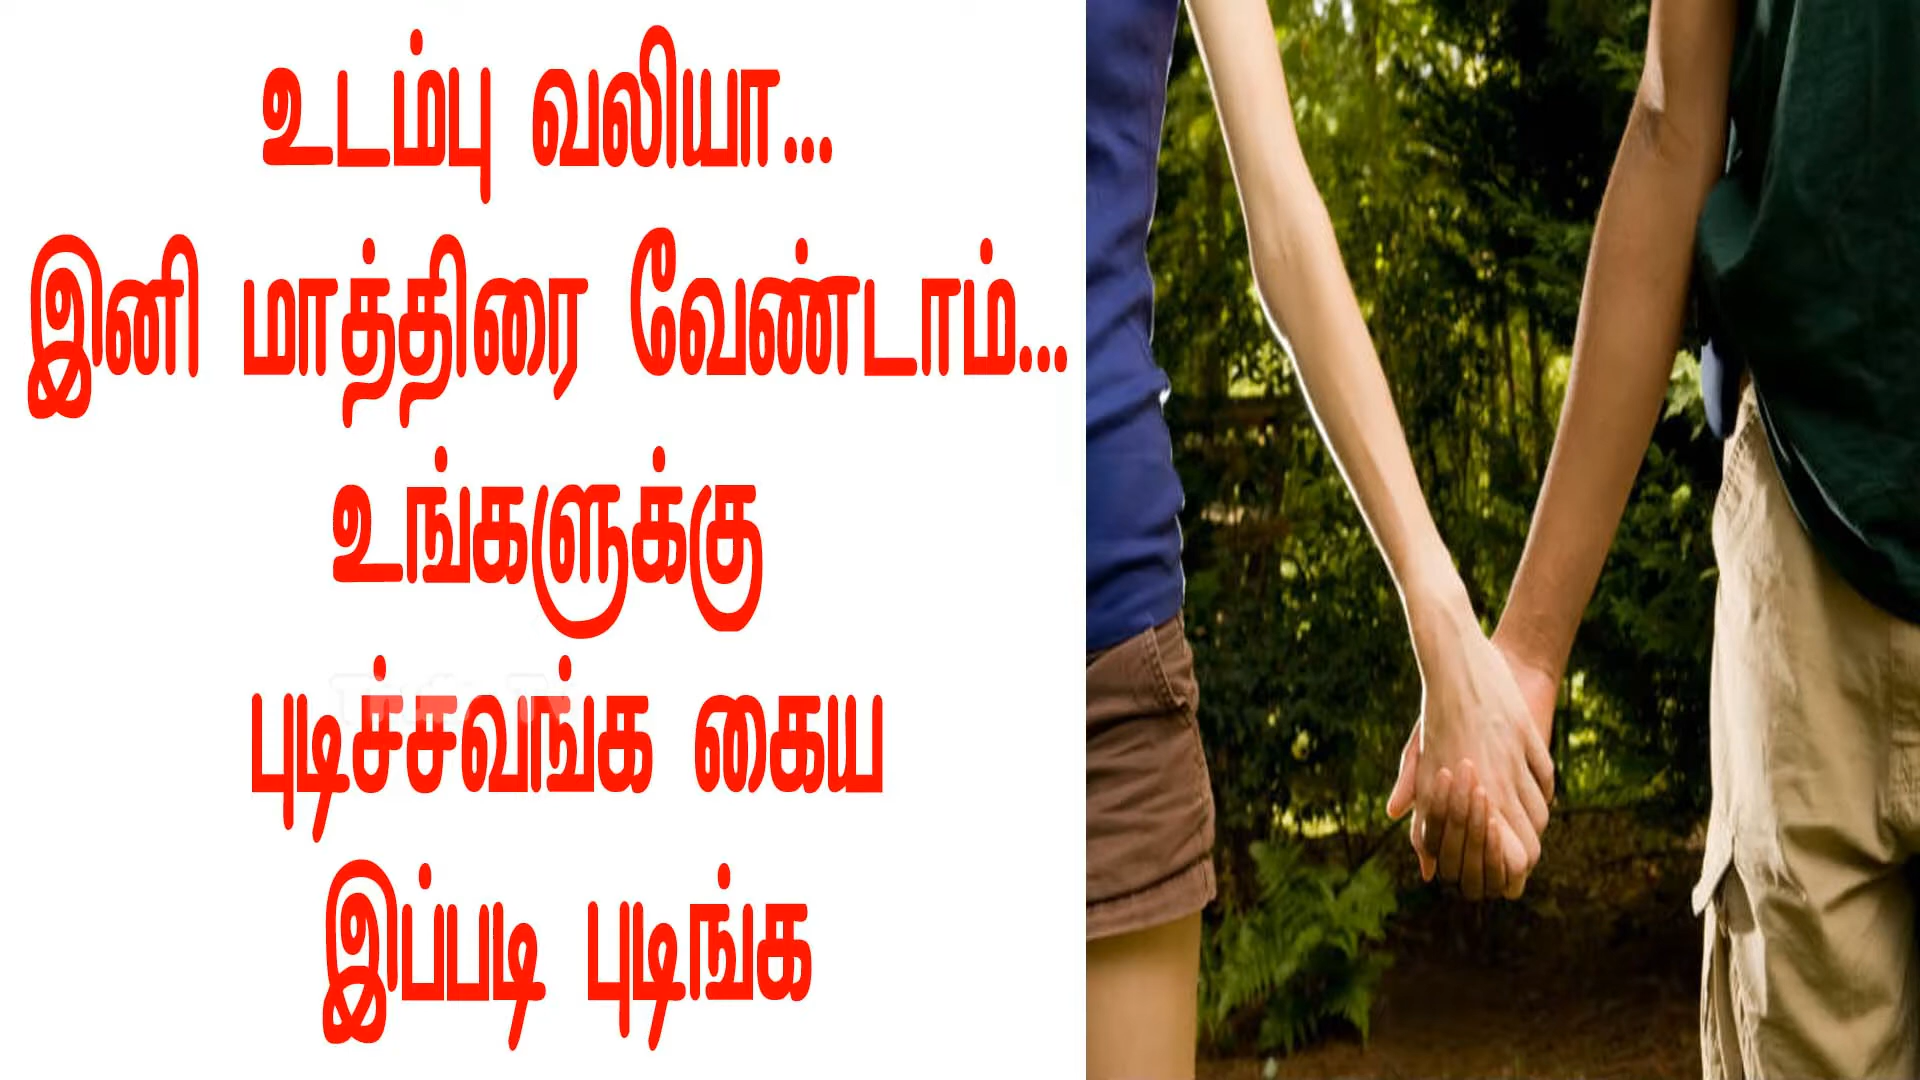 உடம்பு வலியா...
இனி மாத்திரை வேண்டாம்...
உங்களுக்கு
புடிச்சவங்க கைய
இப்படி புடிங்க